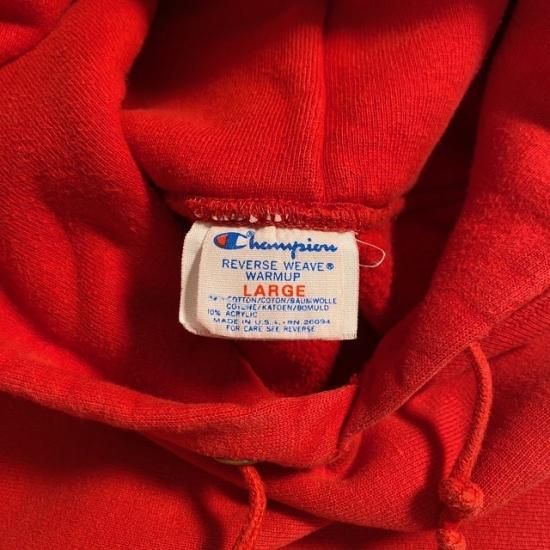 Champion
REVERSE WEAVE®
WARMUP
LARGE
COTTON/COTON/BAUMWOLLE
COTONE/KATOEN/BOMULD
10% ACRYLIC
MADE IN U.S.A. RN 26094
FOR CARE SEE REVERSE